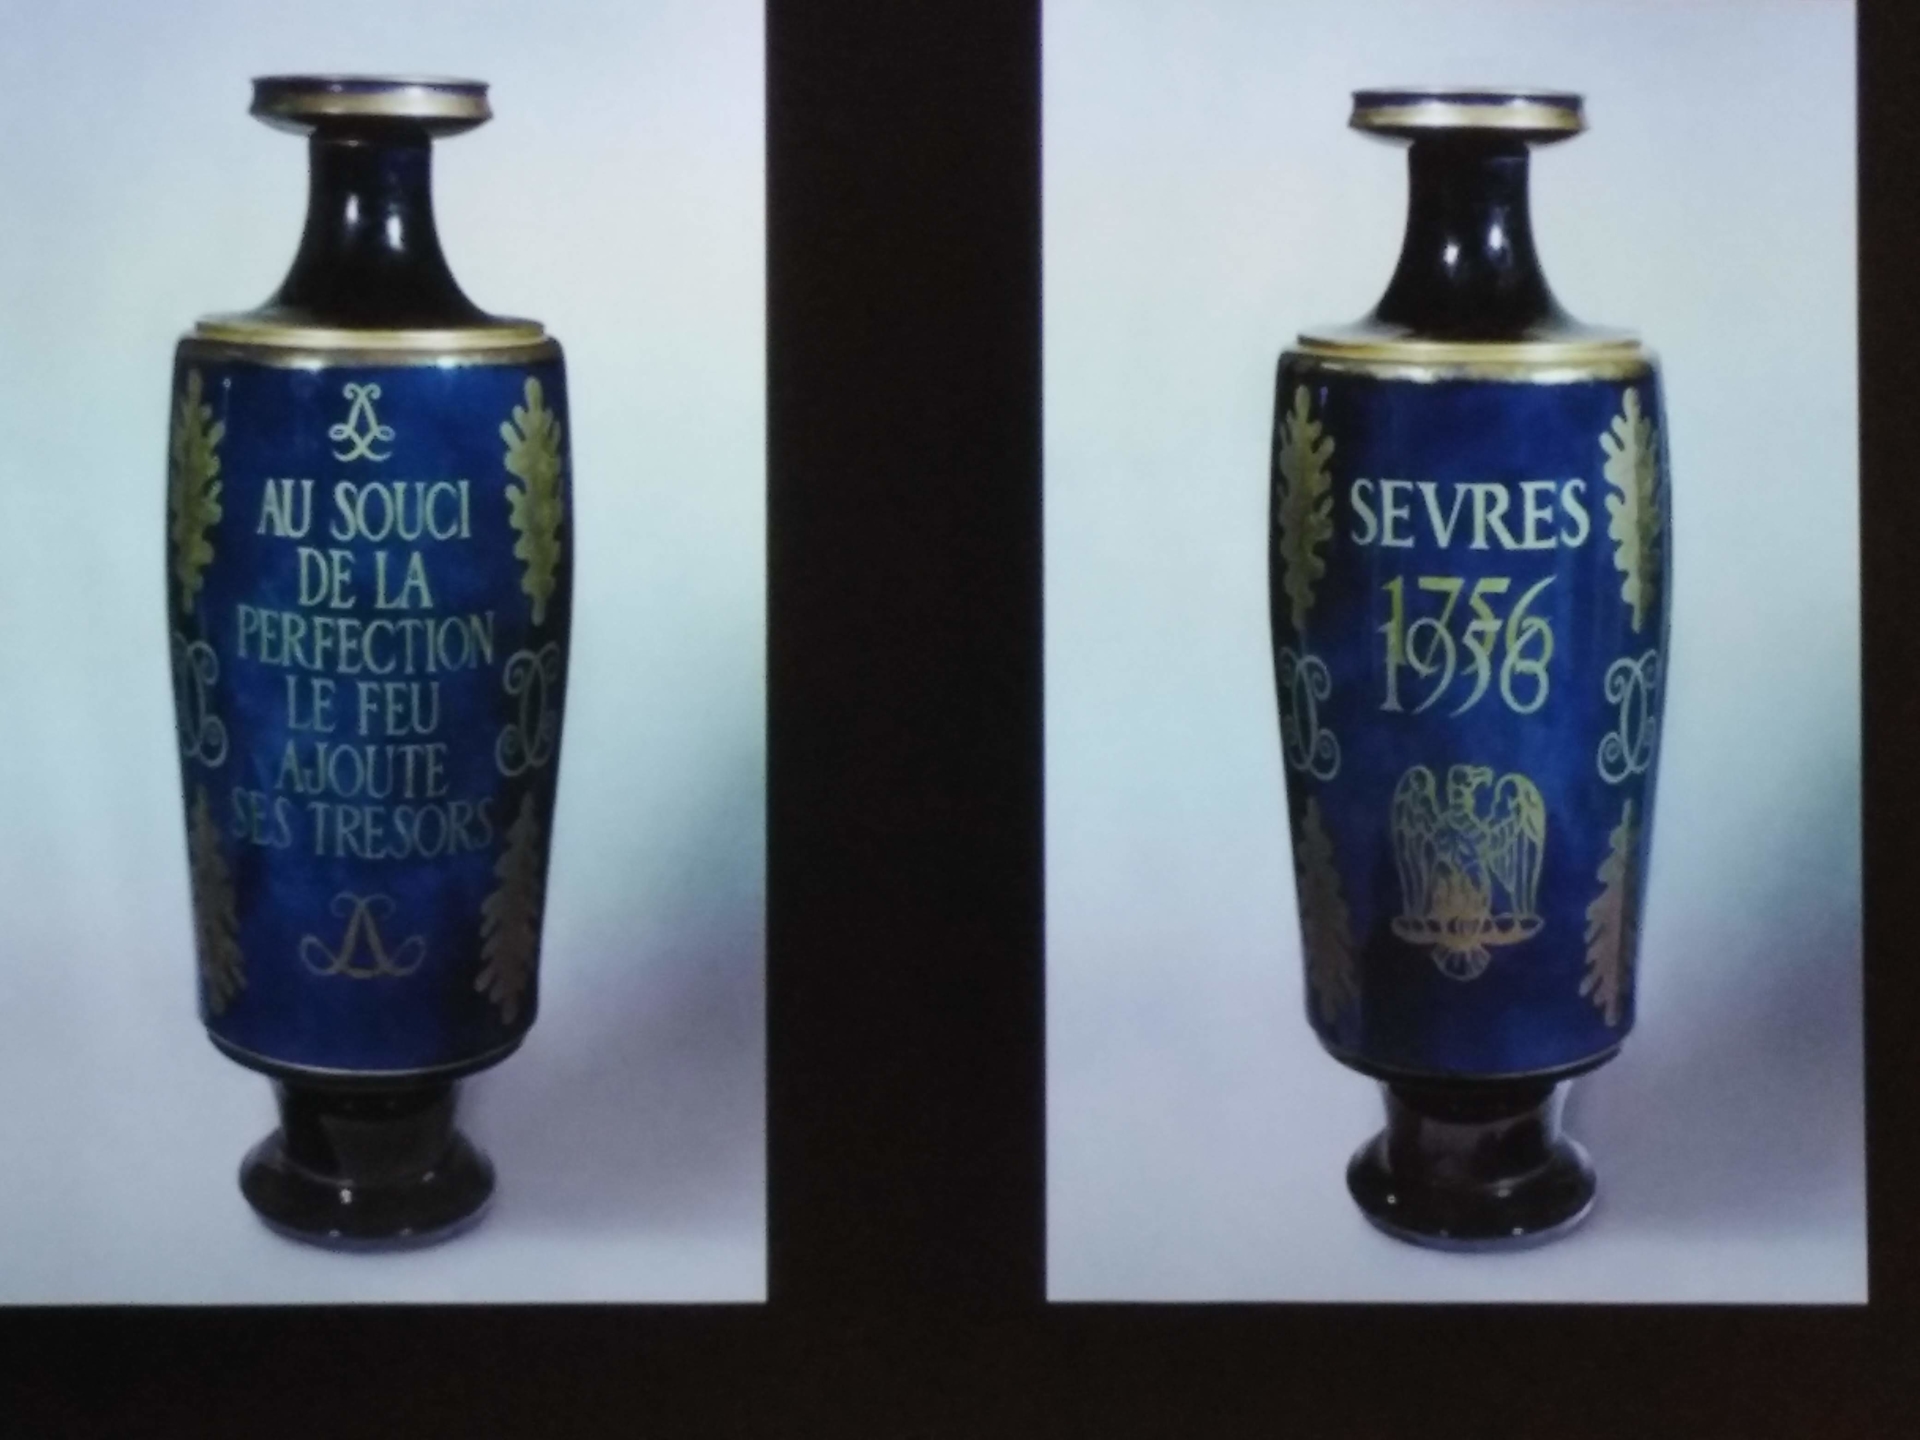 AU SOUCI
DE LA
PERFECTION
LE FEU
AJOUTE
SES TRESORS
SEVRES
1756
1956